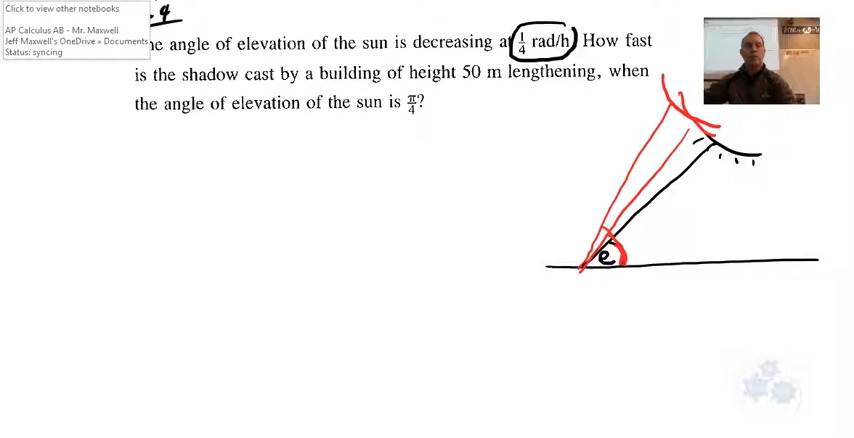 Click to view other notebooks
.4
AP Calculus AB - Mr. Maxwell
Jeff Maxwell's OneDrive » Documents
Status: syncing
he angle of elevation of the sun is decreasing at 1/4 rad/h. How fast
is the shadow cast by a building of height 50 m lengthening, when
the angle of elevation of the sun is π/4?
e